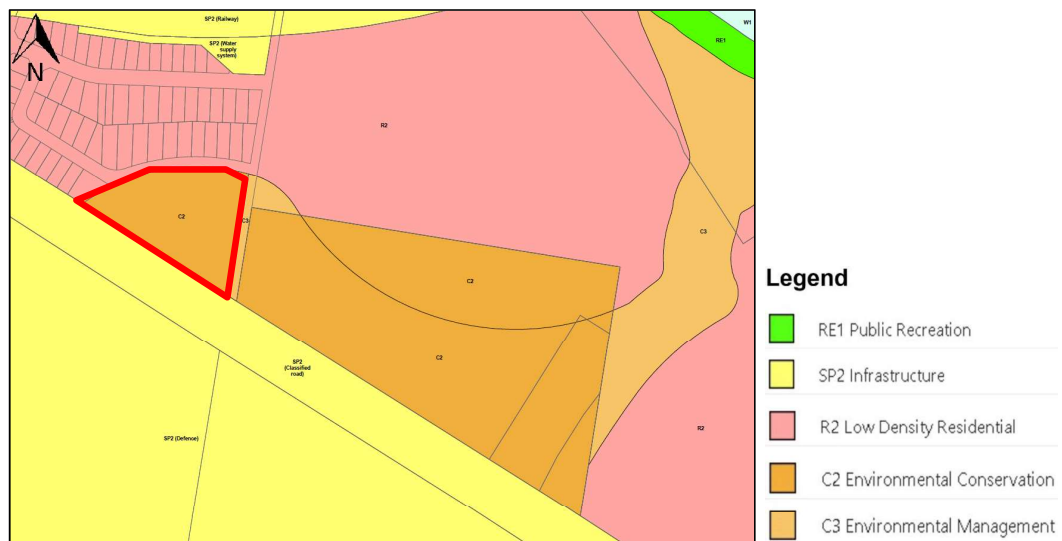 SP2 (Railway)
W1
RE1
SP2 (Water
supply
system)
N
R2
C2
C3
C3
C2
C2
SP2
(Classified
road)
SP2 (Defence)
R2
Legend
RE1 Public Recreation
SP2 Infrastructure
R2 Low Density Residential
C2 Environmental Conservation
C3 Environmental Management